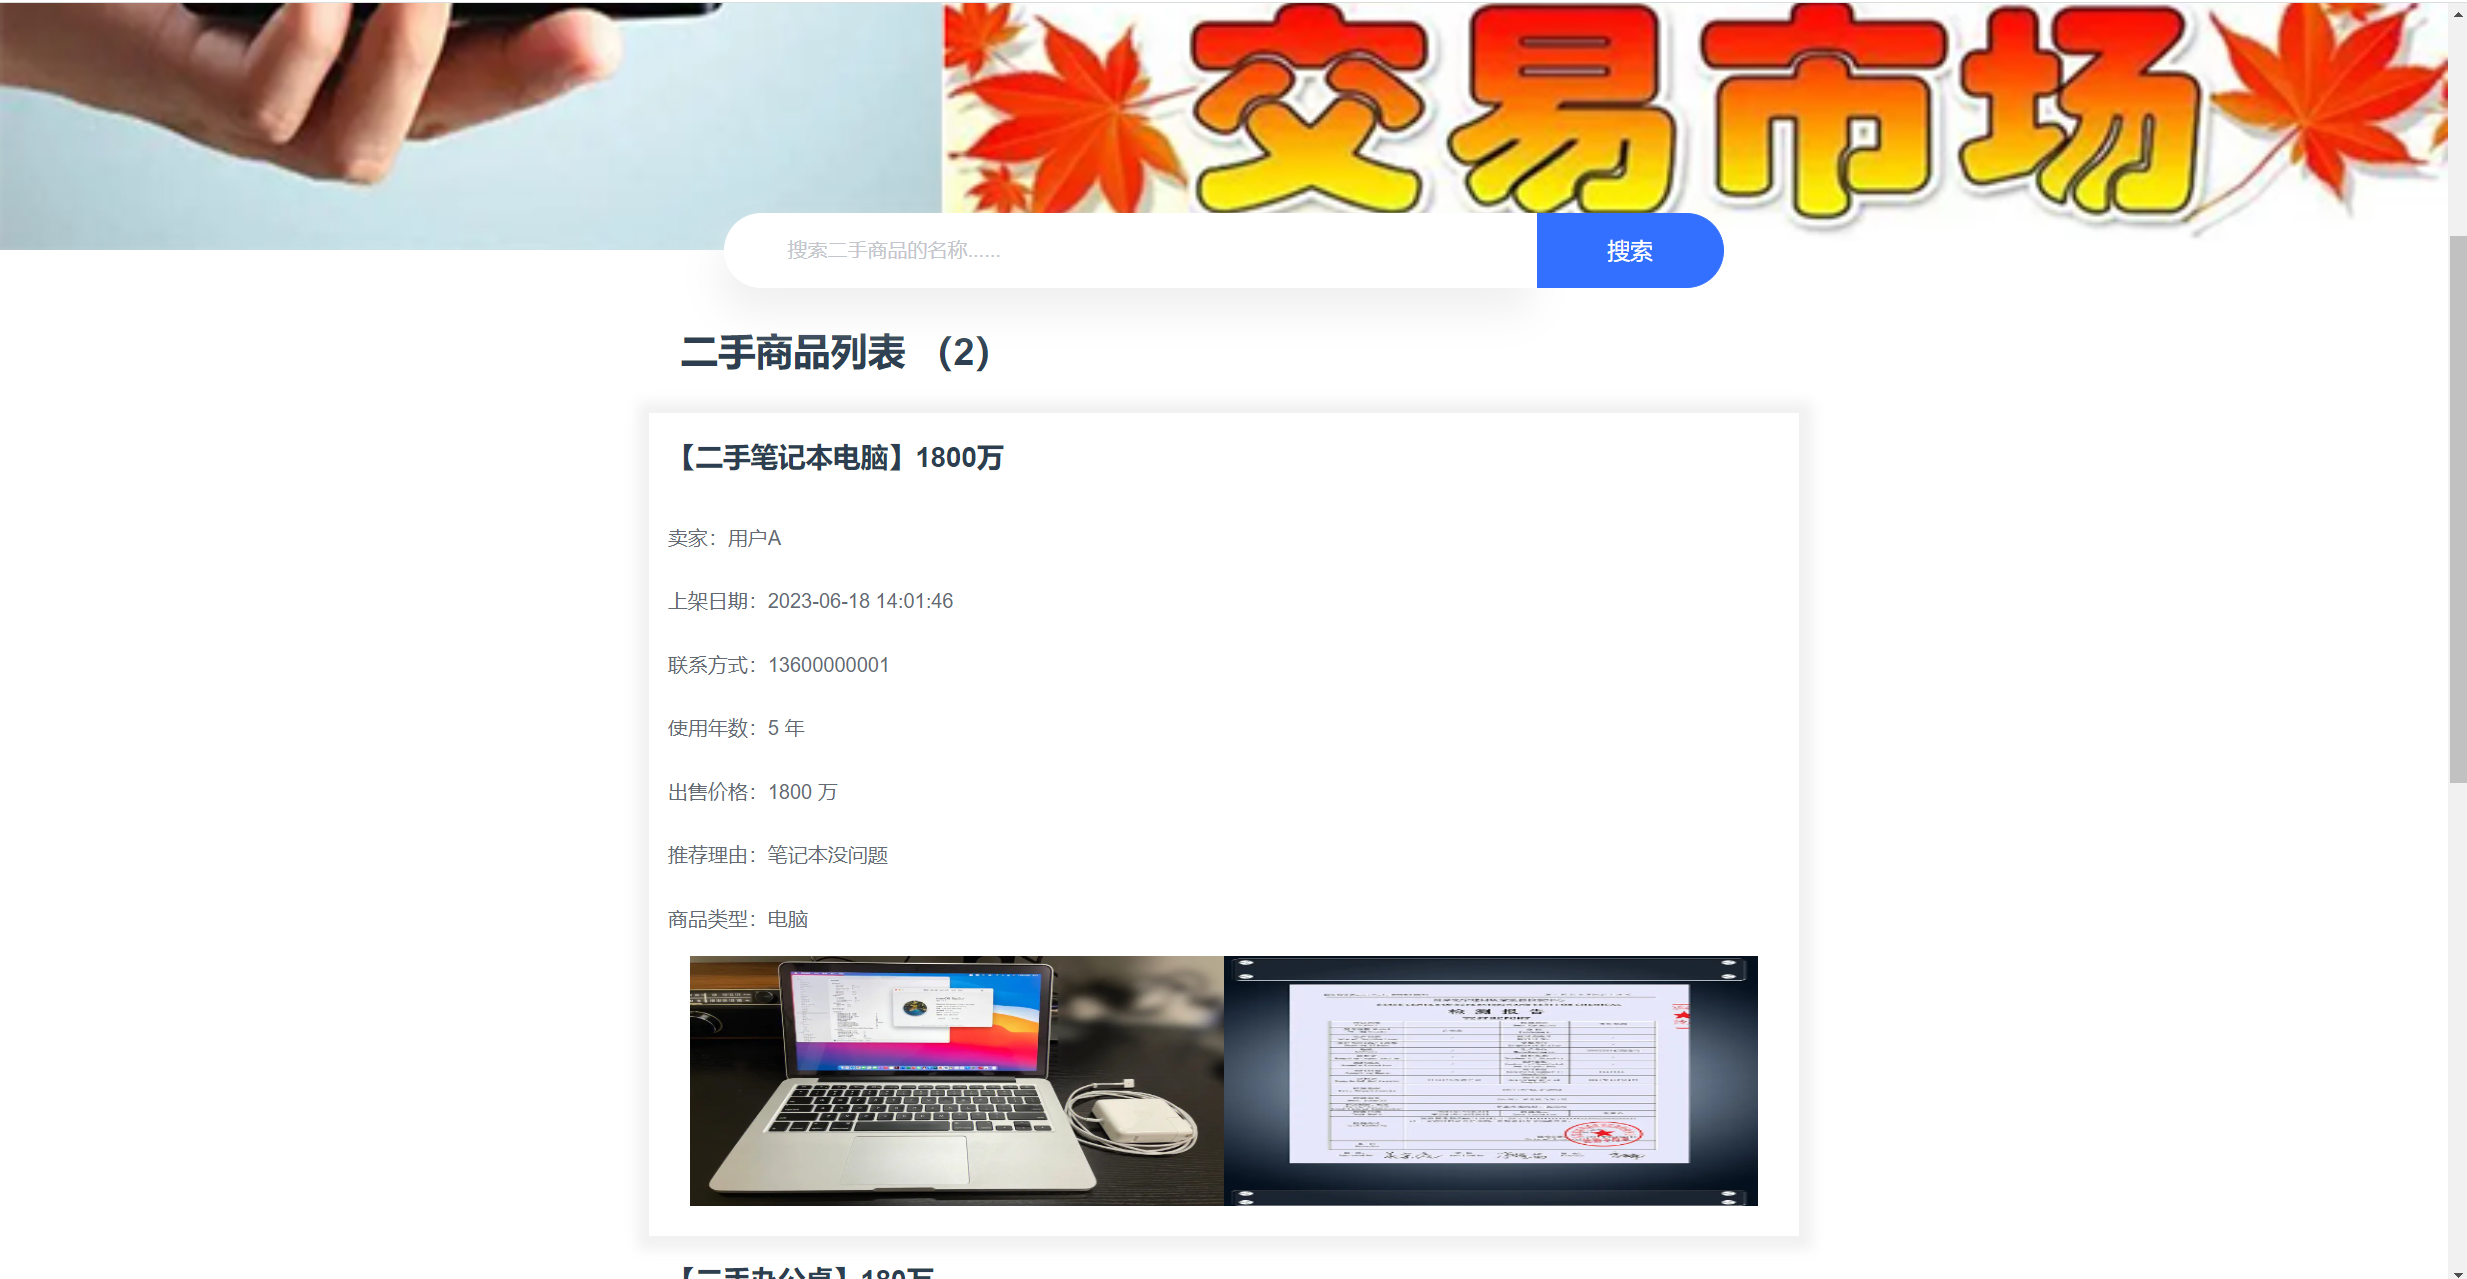 交易市场
搜索二手商品的名称......
搜索
二手商品列表 （2）
【二手笔记本电脑】1800万
卖家：用户A
上架日期：2023-06-18 14:01:46
联系方式：13600000001
使用年数：5 年
出售价格：1800 万
推荐理由：笔记本没问题
商品类型：电脑
检 测 报 告
【二手办公桌】180万